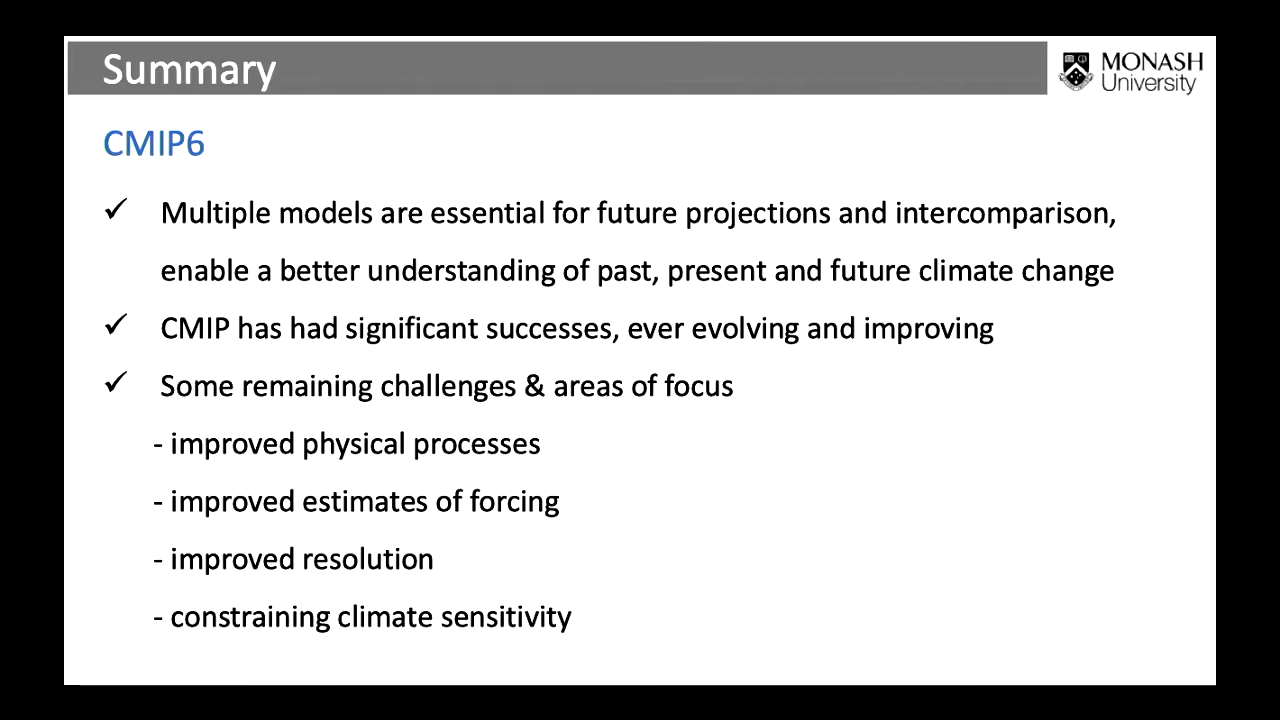 Summary
MONASH
University
CMIP6
✓ Multiple models are essential for future projections and intercomparison,
enable a better understanding of past, present and future climate change
✓ CMIP has had significant successes, ever evolving and improving
✓ Some remaining challenges & areas of focus
- improved physical processes
- improved estimates of forcing
- improved resolution
- constraining climate sensitivity